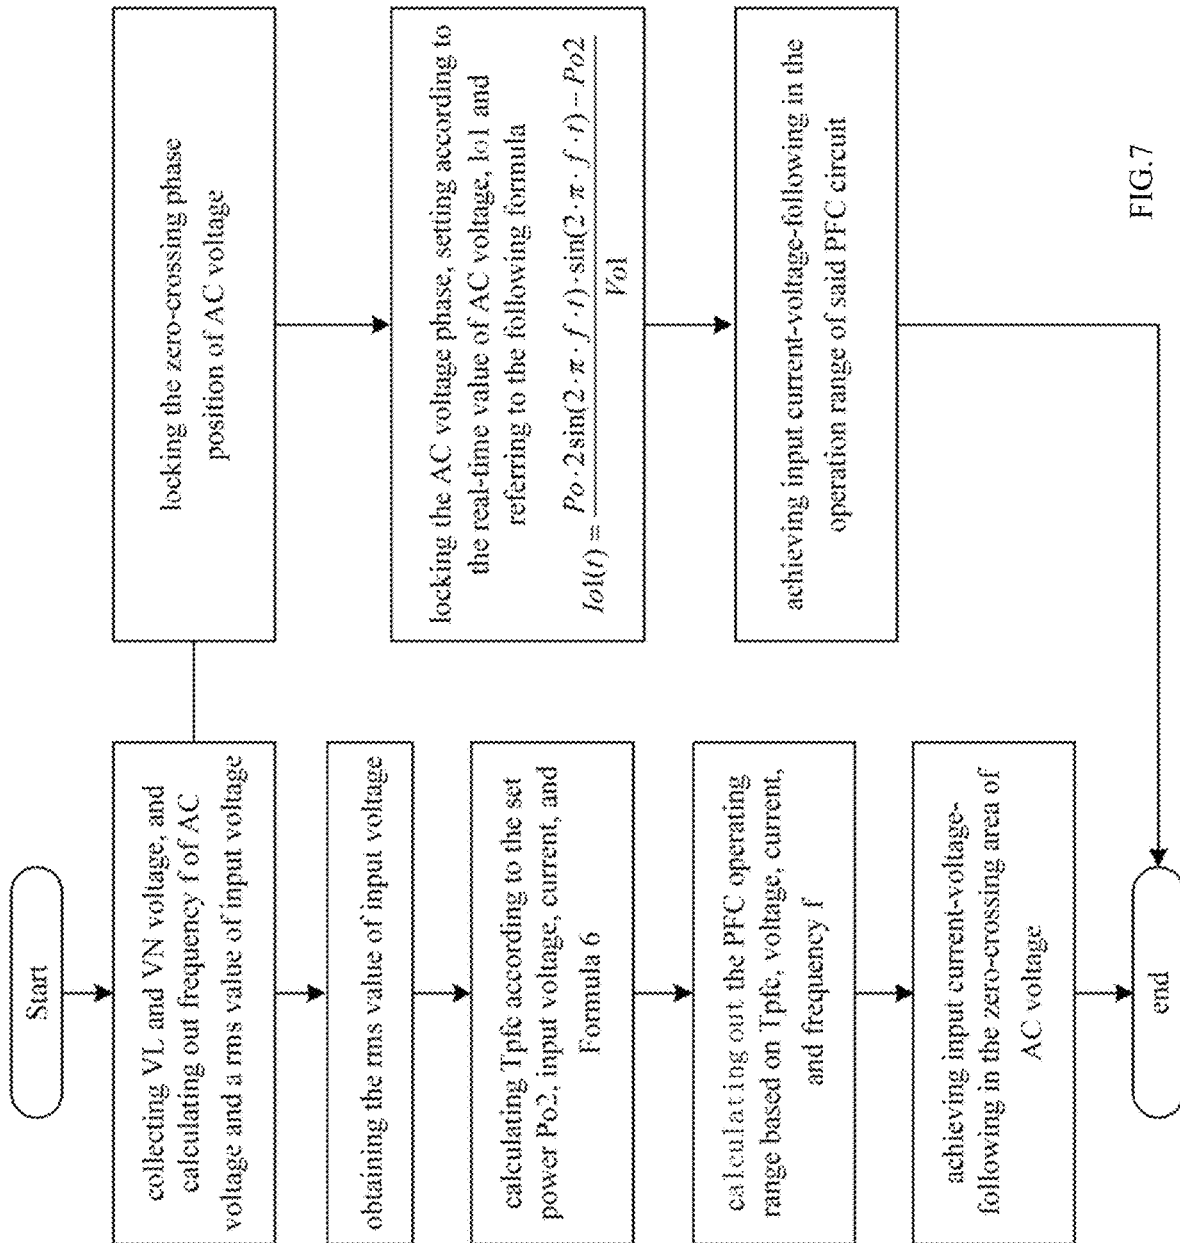 Start
collecting VL and VN voltage, and
calculating out frequency f of AC
voltage and a rms value of input voltage
obtaining the rms value of input voltage
calculating Tpfc according to the set
power Po2, input voltage, current, and
Formula 6
calculating out the PFC operating
range based on Tpfc, voltage, current,
and frequency f
achieving input current-voltage-
following in the zero-crossing area of
AC voltage
end
locking the zero-crossing phase
position of AC voltage
locking the AC voltage phase, setting according to
the real-time value of AC voltage, Io1 and
referring to the following formula
Io1(t) = Po · 2 sin(2 · π · f · t) · sin(2 · π · f · t) − Po2 / Vo1
achieving input current-voltage-following in the
operation range of said PFC circuit
FIG.7